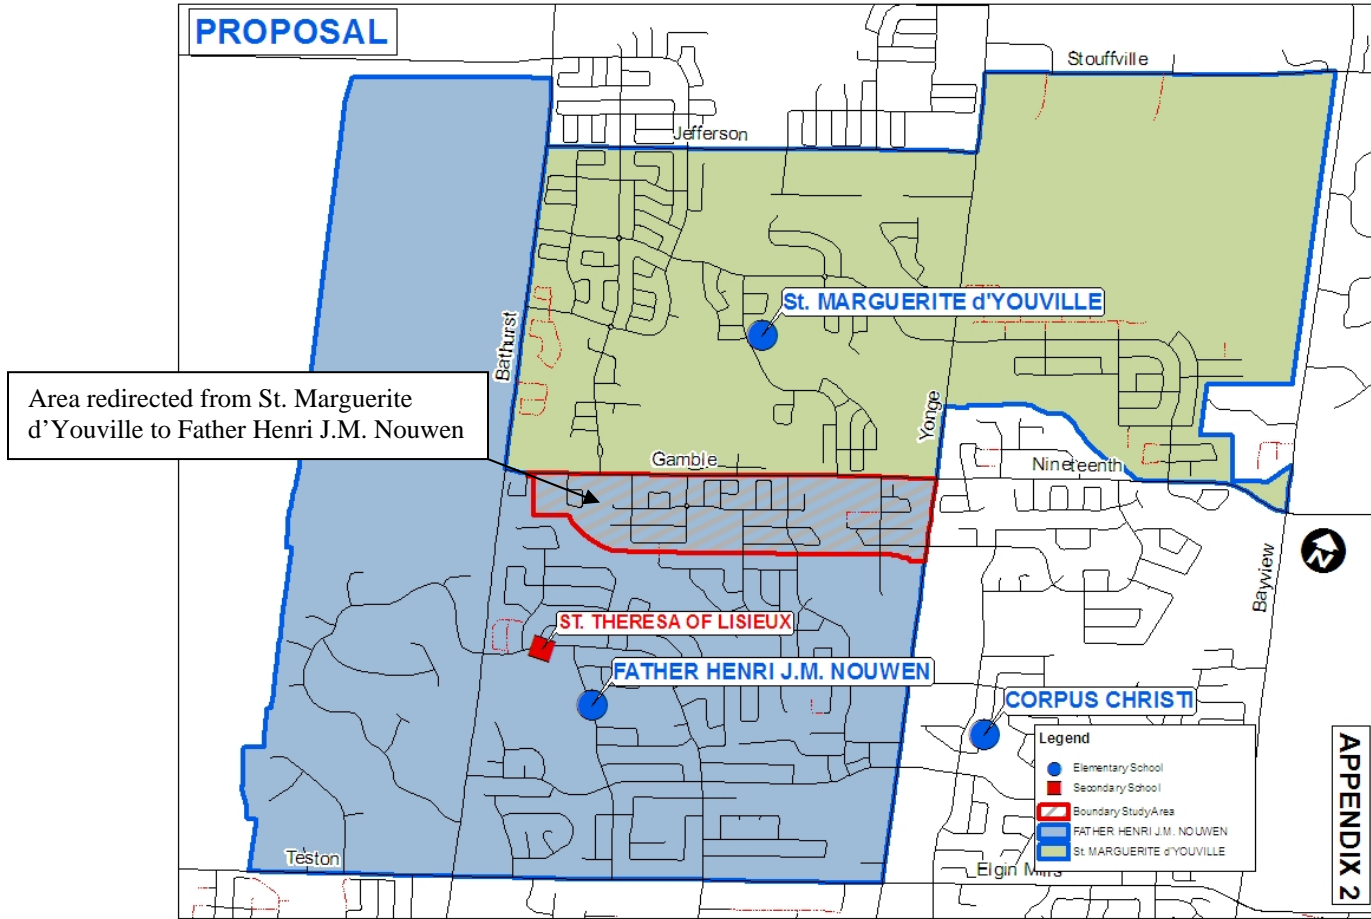 PROPOSAL
Stouffville
Jefferson
St. MARGUERITE d'YOUVILLE
Bathurst
Area redirected from St. Marguerite
d'Youville to Father Henri J.M. Nouwen
Yonge
Gamble
Nineteenth
N
Bayview
ST. THERESA OF LISIEUX
FATHER HENRI J.M. NOUWEN
CORPUS CHRISTI
Legend
Elementary School
Secondary School
Boundary Study Area
FATHER HENRI J.M. NOUWEN
St. MARGUERITE d'YOUVILLE
Teston
Elgin Mills
APPENDIX 2